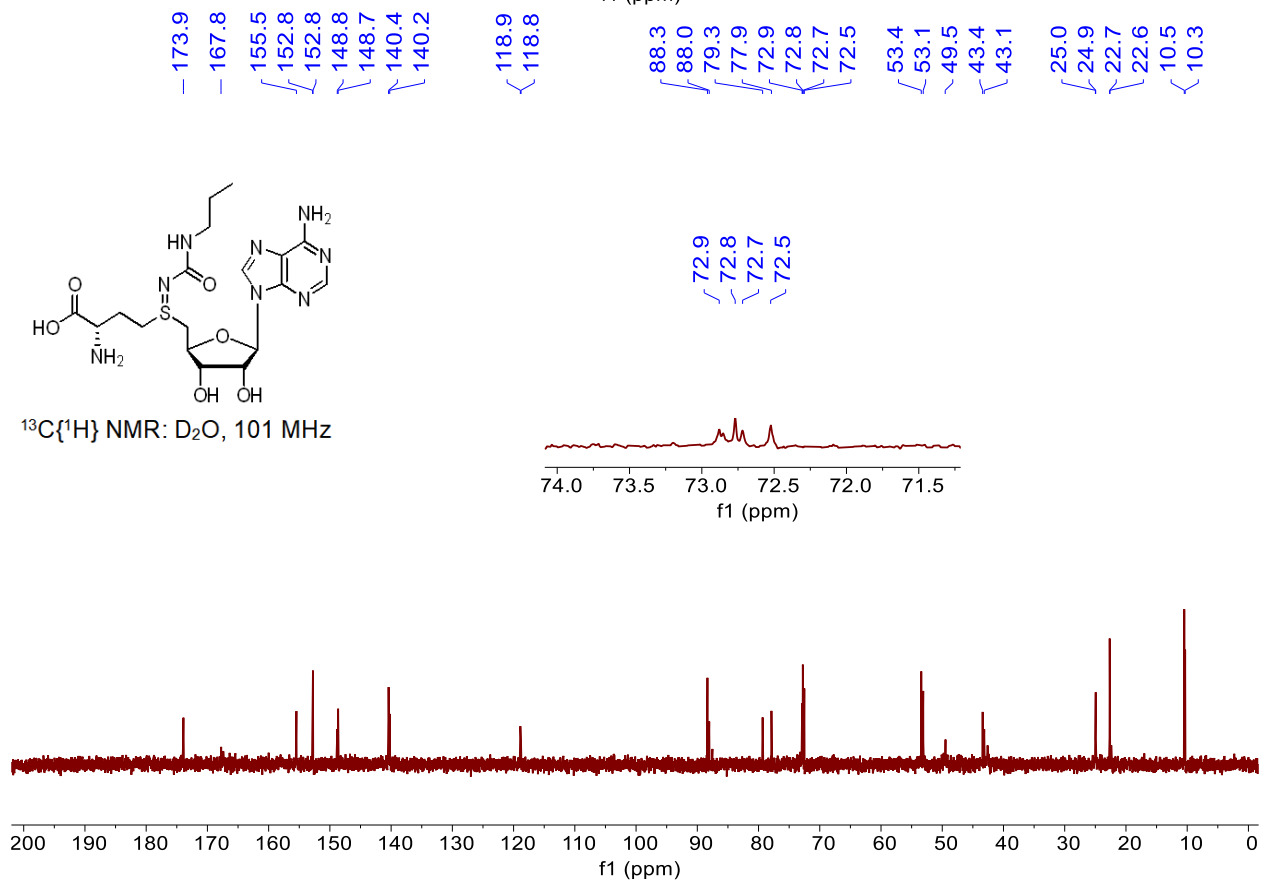 173.9
167.8
155.5
152.8
152.8
148.8
148.7
140.4
140.2
118.9
118.8
88.3
88.0
79.3
77.9
72.9
72.8
72.7
72.5
53.4
53.1
49.5
43.4
43.1
25.0
24.9
22.7
22.6
10.5
10.3
NH2
HN
N
N
N
O
N
O
N
N
HO
S
O
NH2
OH
OH
13C{1H} NMR: D2O, 101 MHz
72.9
72.8
72.7
72.5
74.0 73.5 73.0 72.5 72.0 71.5
f1 (ppm)
200 190 180 170 160 150 140 130 120 110 100 90 80 70 60 50 40 30 20 10 0
f1 (ppm)